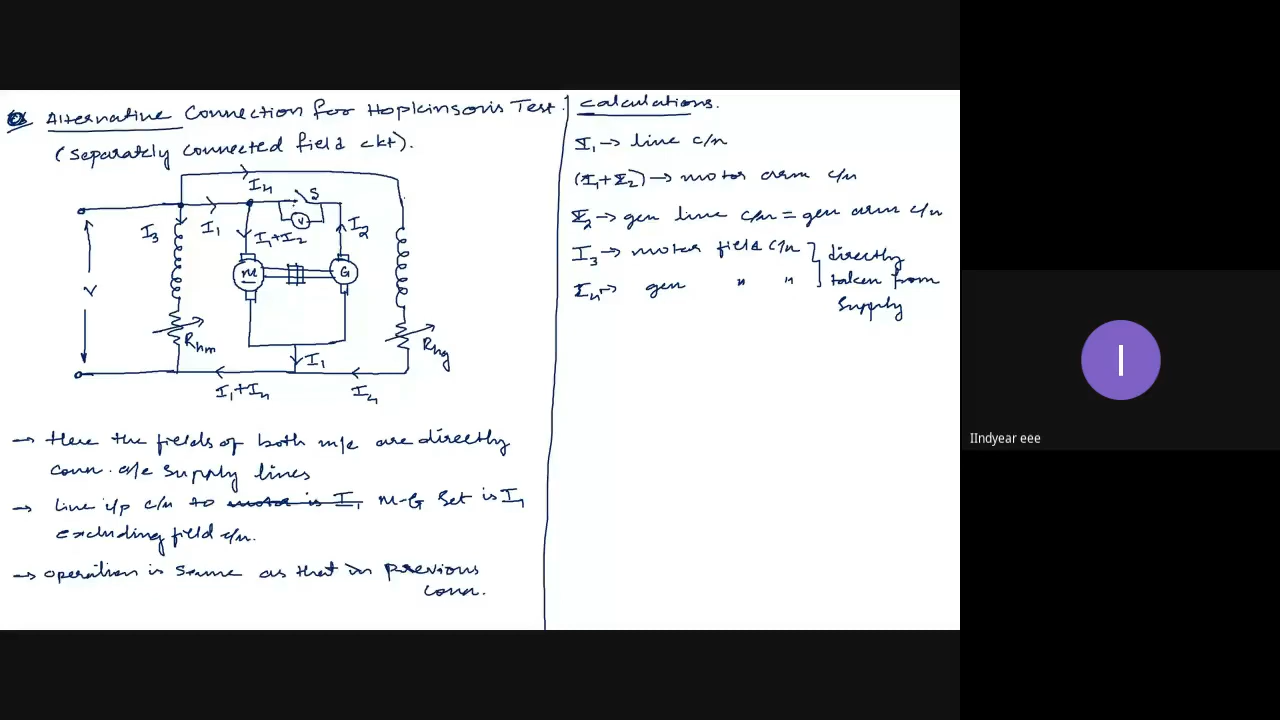 Alternative Connection for Hopkinson's Test.
(Separately connected field ckt).
I4
S
I3
I1
V
I1+I2
I2
V
M
G
Rhm
Rhg
I1
I1+I4
I4
→ Here the fields of both m/c are directly
conn. a/c supply lines
→ Line i/p c/n to motor is I1 M-G Set is I1
excluding field c/n.
→ operation is same as that in previous
conn.
Calculations.
I1 → line c/n
(I1+I2) → motor arm c/n
I2 → gen line c/n = gen arm c/n
I3 → motor field c/n } directly
I4 → gen " " taken from
Supply
I
IIndyear eee